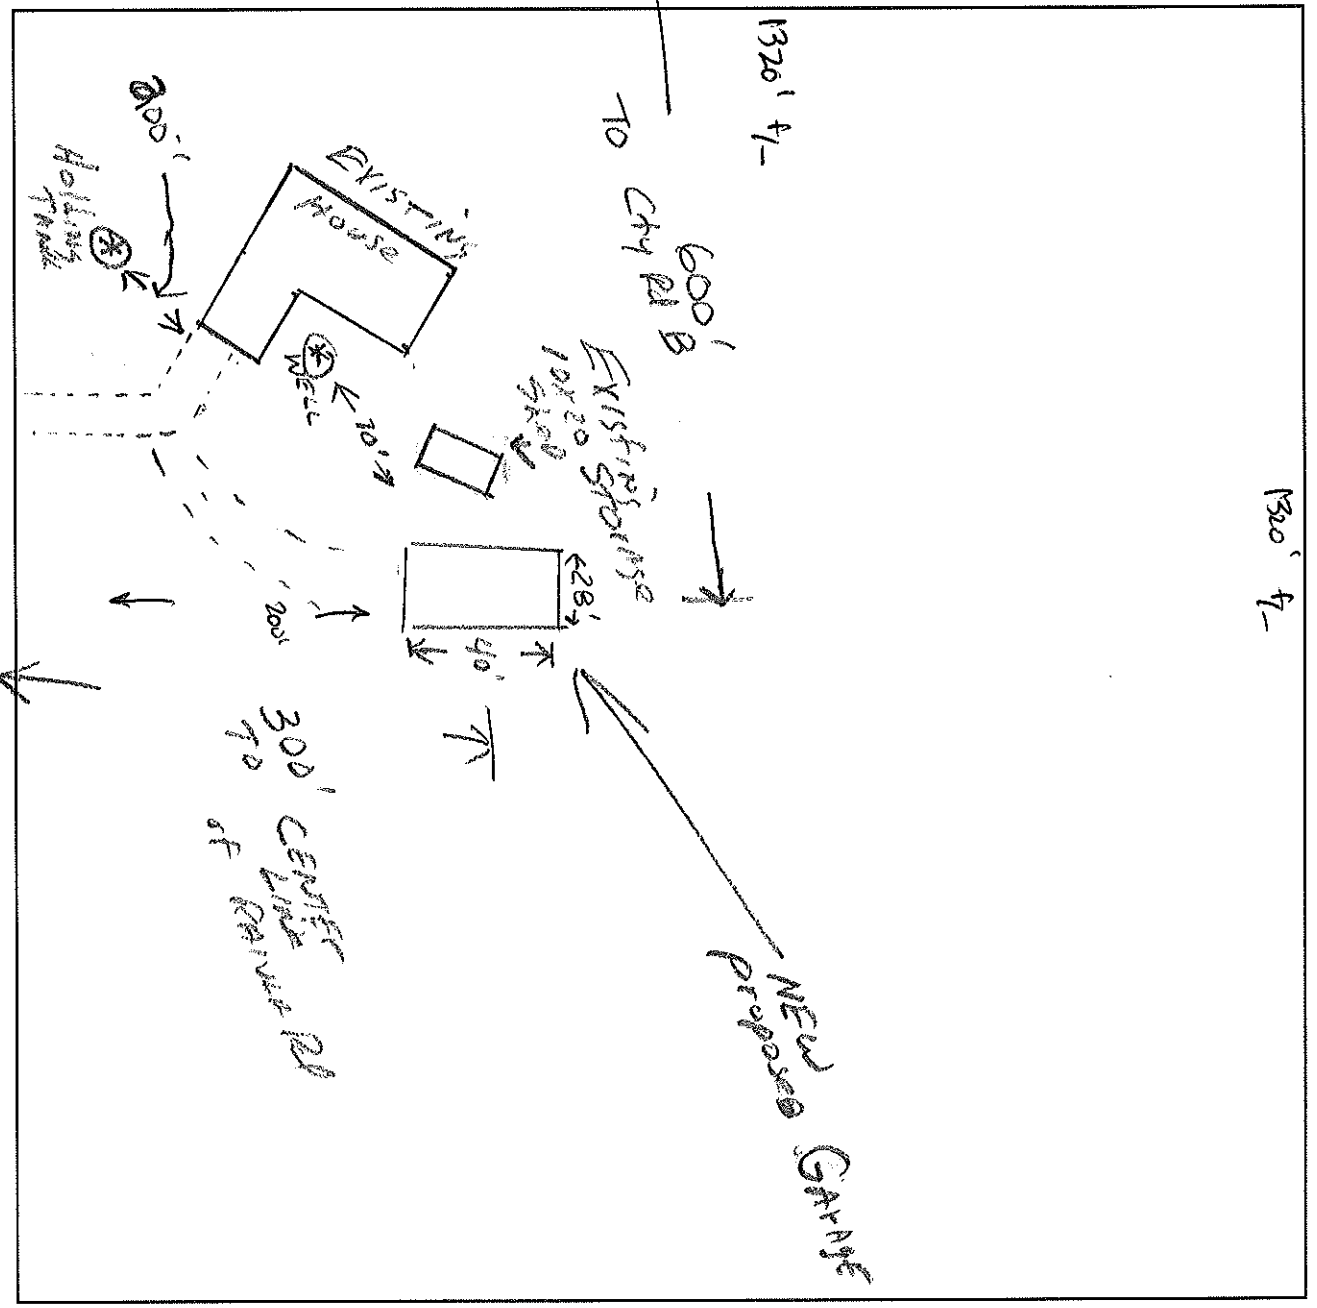 1320' +/-
1320' +/-
600'
TO Cty Rd B
EXISTING
House
200'
Holding
Tank
WELL
70'
EXISTING Storage
10x20
Shed
28'
40'
200'
300' CENTER
TO LINE
of
NEW
proposed GARAGE